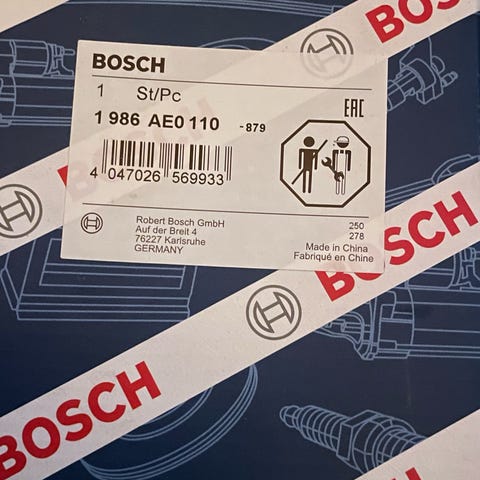 BOSCH
BOSCH
1 St/Pc
EAC
1 986 AE0 110 -879
4 047026 569933
Robert Bosch GmbH
Auf der Breit 4
76227 Karlsruhe
GERMANY
250
278
Made in China
Fabriqué en Chine
BOSCH
BOSCH